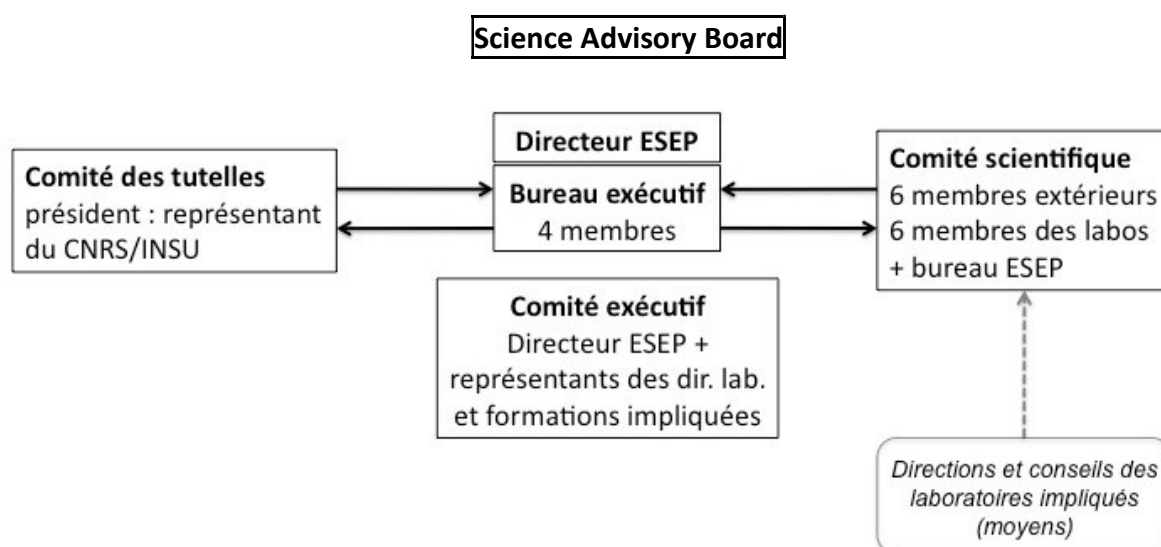 Science Advisory Board
Directeur ESEP
Comité des tutelles
président : représentant
du CNRS/INSU
Bureau exécutif
4 membres
Comité scientifique
6 membres extérieurs
6 membres des labos
+ bureau ESEP
Comité exécutif
Directeur ESEP +
représentants des dir. lab.
et formations impliquées
Directions et conseils des
laboratoires impliqués
(moyens)